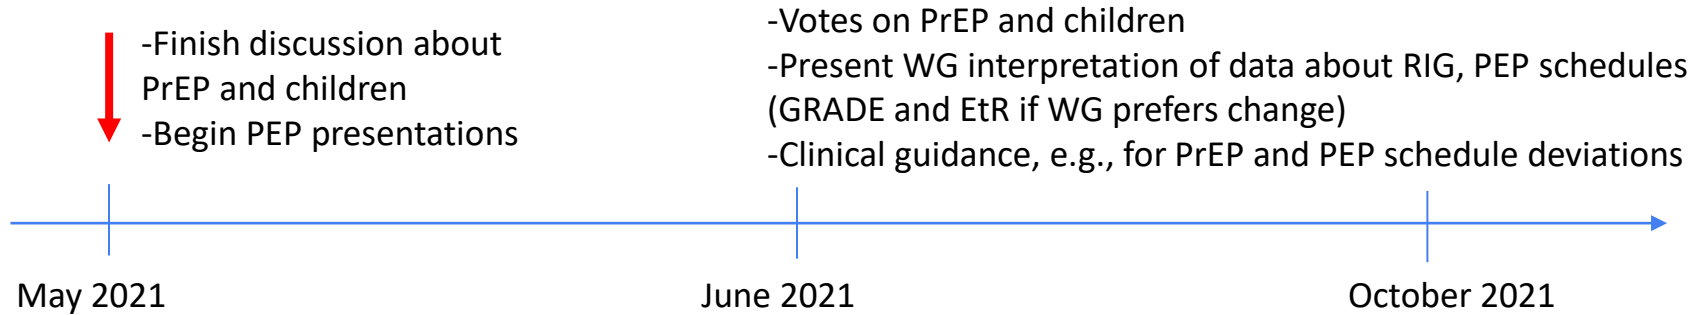 -Finish discussion about
PrEP and children
-Begin PEP presentations
-Votes on PrEP and children
-Present WG interpretation of data about RIG, PEP schedules
(GRADE and EtR if WG prefers change)
-Clinical guidance, e.g., for PrEP and PEP schedule deviations
May 2021
June 2021
October 2021